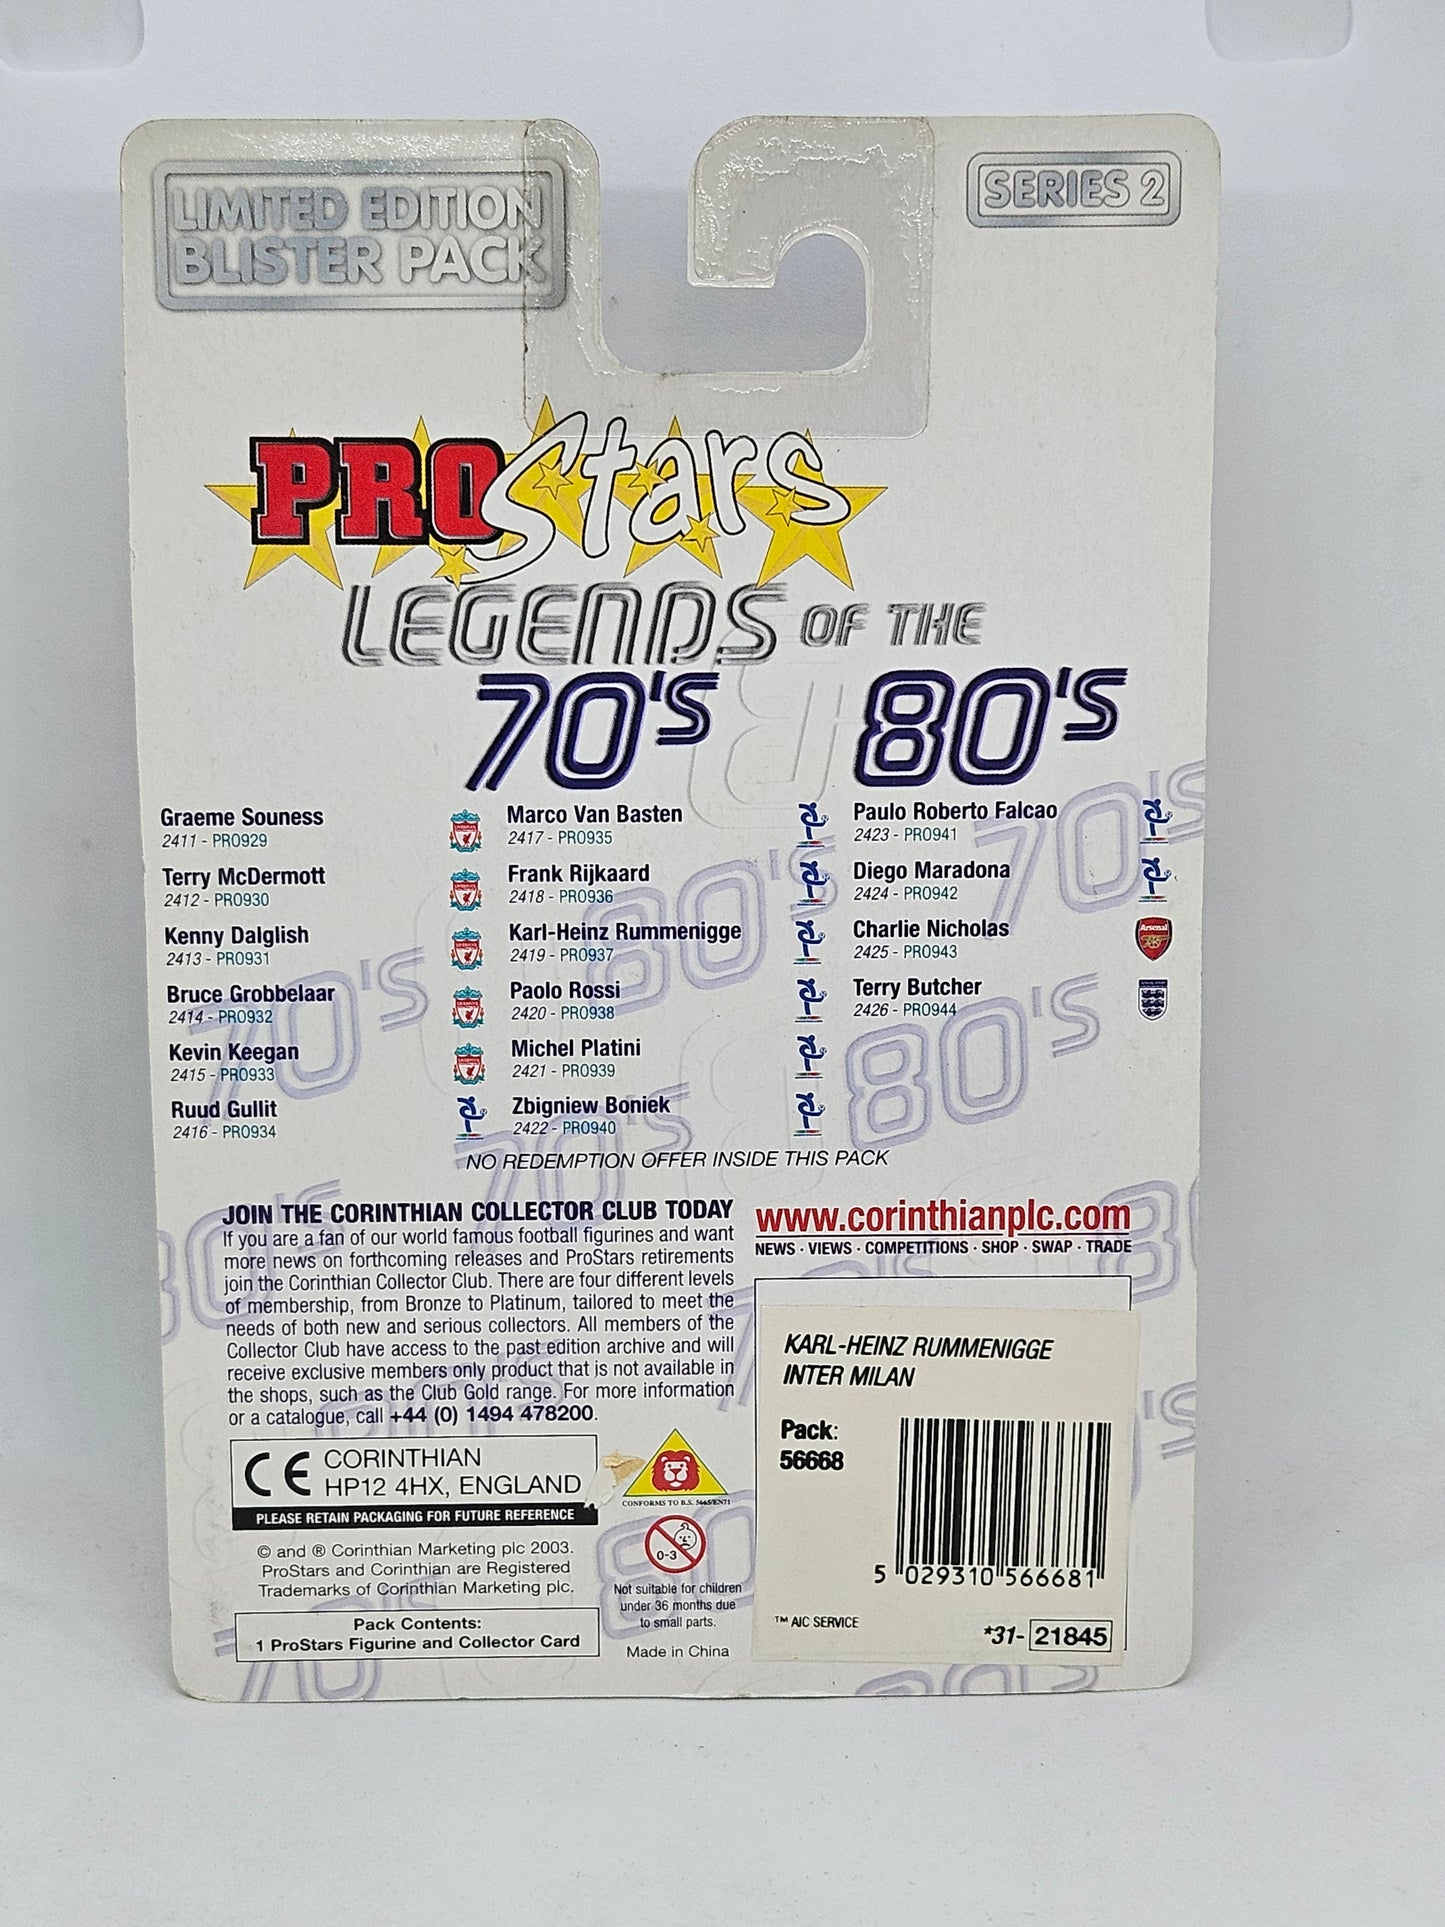 LIMITED EDITION
BLISTER PACK
SERIES 2
PROStars
LEGENDS OF THE
70'S 80'S
Graeme Souness
2411 - PRO929
Terry McDermott
2412 - PRO930
Kenny Dalglish
2413 - PRO931
Bruce Grobbelaar
2414 - PRO932
Kevin Keegan
2415 - PRO933
Ruud Gullit
2416 - PRO934
Marco Van Basten
2417 - PRO935
Frank Rijkaard
2418 - PRO936
Karl-Heinz Rummenigge
2419 - PRO937
Paolo Rossi
2420 - PRO938
Michel Platini
2421 - PRO939
Zbigniew Boniek
2422 - PRO940
Paulo Roberto Falcao
2423 - PRO941
Diego Maradona
2424 - PRO942
Charlie Nicholas
2425 - PRO943
Arsenal
Terry Butcher
2426 - PRO944
NO REDEMPTION OFFER INSIDE THIS PACK
JOIN THE CORINTHIAN COLLECTOR CLUB TODAY
If you are a fan of our world famous football figurines and want
more news on forthcoming releases and ProStars retirements
join the Corinthian Collector Club. There are four different levels
of membership, from Bronze to Platinum, tailored to meet the
needs of both new and serious collectors. All members of the
Collector Club have access to the past edition archive and will
receive exclusive members only product that is not available in
the shops, such as the Club Gold range. For more information
or a catalogue, call +44 (0) 1494 478200.
www.corinthianplc.com
NEWS · VIEWS · COMPETITIONS · SHOP · SWAP · TRADE
KARL-HEINZ RUMMENIGGE
INTER MILAN
Pack:
56668
5 029310 566681
™ AIC SERVICE
*31- 21845
CE CORINTHIAN
HP12 4HX, ENGLAND
PLEASE RETAIN PACKAGING FOR FUTURE REFERENCE
© and ® Corinthian Marketing plc 2003.
ProStars and Corinthian are Registered
Trademarks of Corinthian Marketing plc.
Pack Contents:
1 ProStars Figurine and Collector Card
CONFORMS TO B.S. 5665/EN71
0-3
Not suitable for children
under 36 months due
to small parts.
Made in China